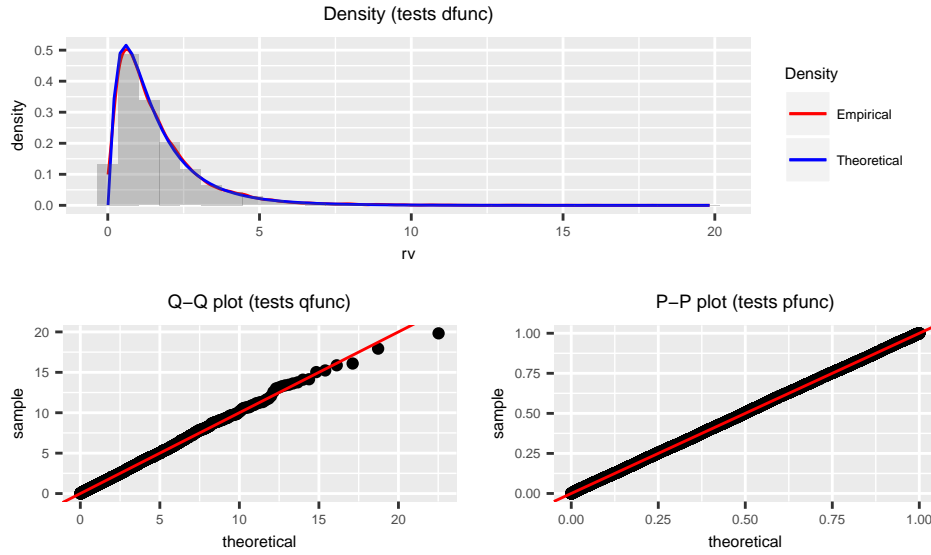 Density (tests dfunc)
0.5
0.4
0.3
0.2
0.1
0.0
density
0
5
10
15
20
rv
Density
Empirical
Theoretical
Q−Q plot (tests qfunc)
20
15
10
5
0
sample
0
5
10
15
20
theoretical
P−P plot (tests pfunc)
1.00
0.75
0.50
0.25
0.00
sample
0.00
0.25
0.50
0.75
1.00
theoretical